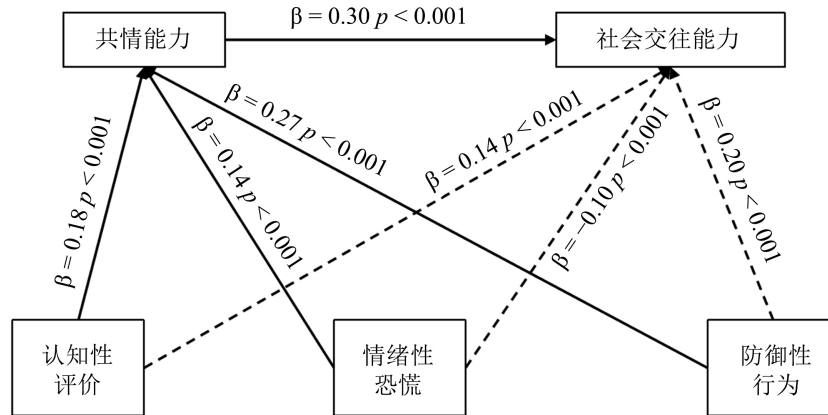 β = 0.30 p < 0.001
共情能力
社会交往能力
β = 0.18 p < 0.001
β = 0.14 p < 0.001
β = 0.27 p < 0.001
β = 0.14 p < 0.001
β = −0.10 p < 0.001
β = 0.20 p < 0.001
认知性
评价
情绪性
恐慌
防御性
行为